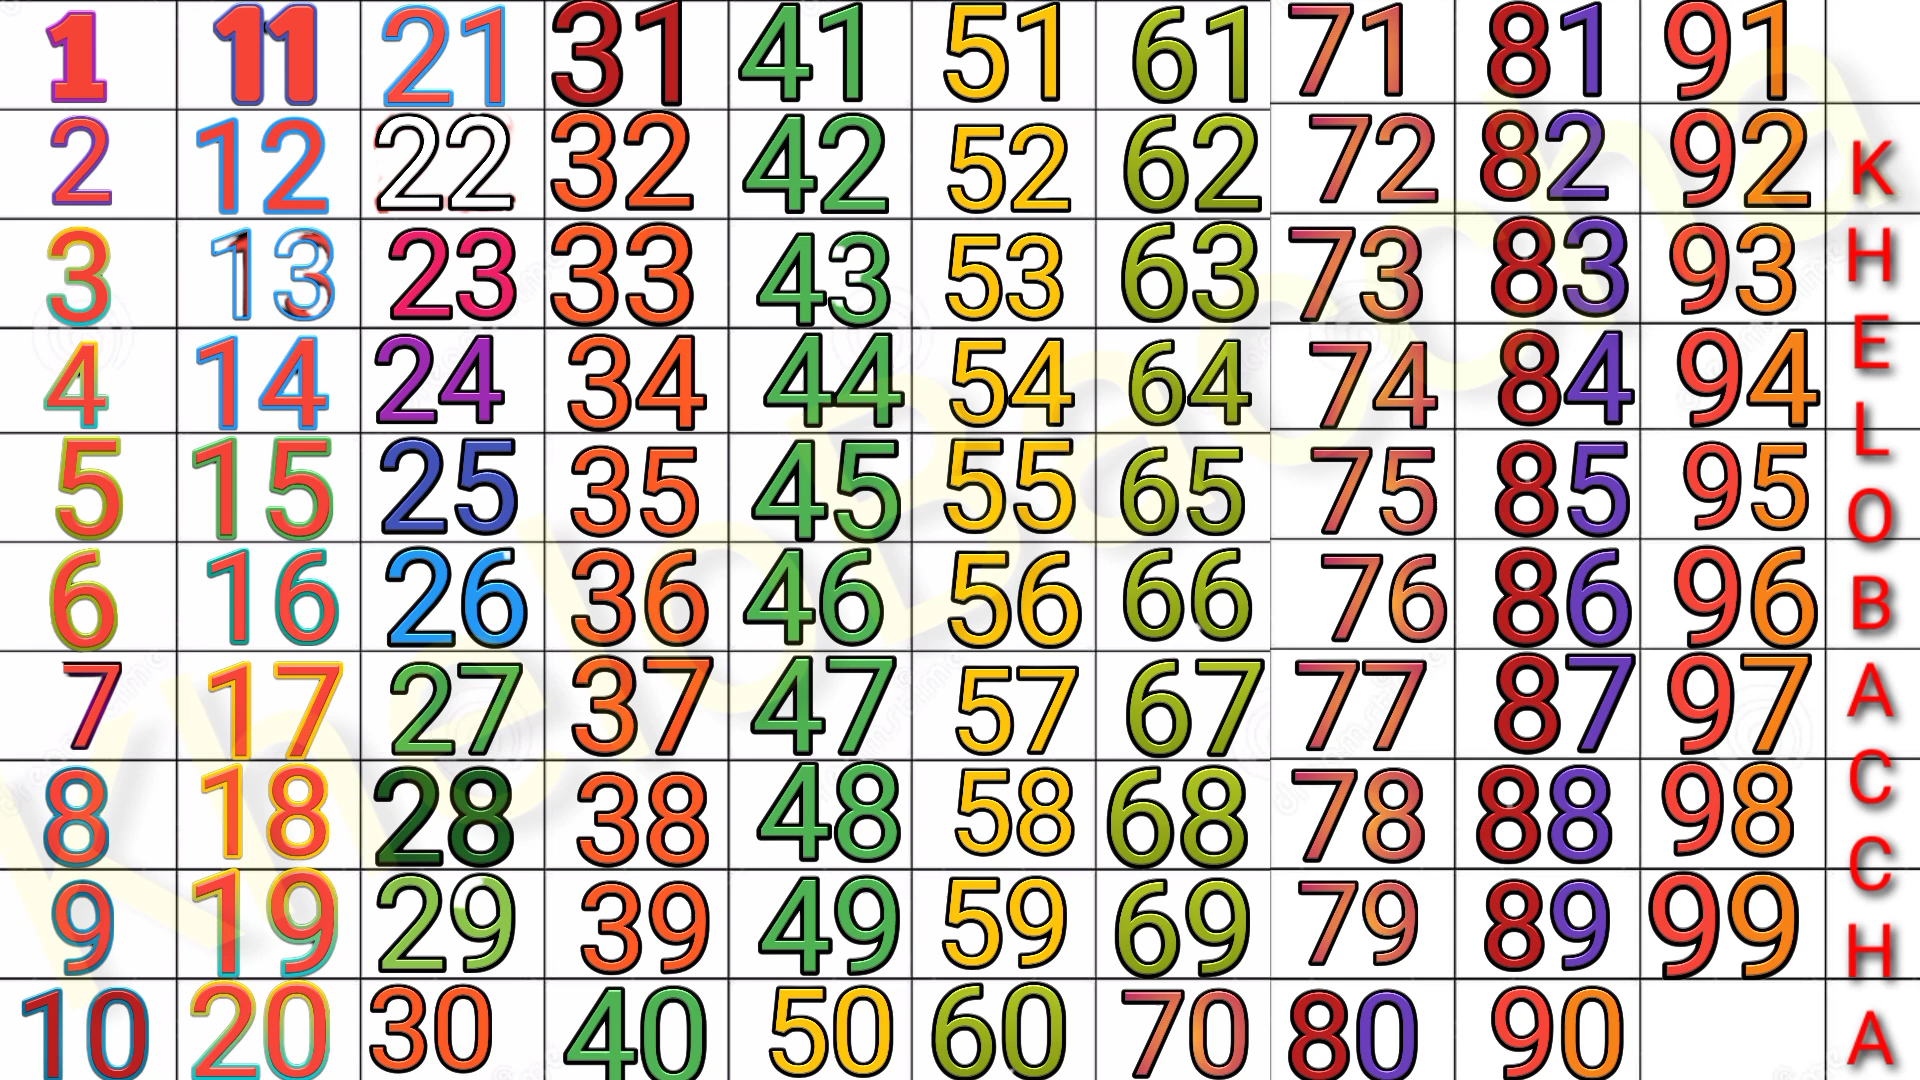 1 11 21 31 41 51 61 71 81 91
2 12 22 32 42 52 62 72 82 92
3 13 23 33 43 53 63 73 83 93
4 14 24 34 44 54 64 74 84 94
5 15 25 35 45 55 65 75 85 95
6 16 26 36 46 56 66 76 86 96
7 17 27 37 47 57 67 77 87 97
8 18 28 38 48 58 68 78 88 98
9 19 29 39 49 59 69 79 89 99
10 20 30 40 50 60 70 80 90
KHELOBACCHA